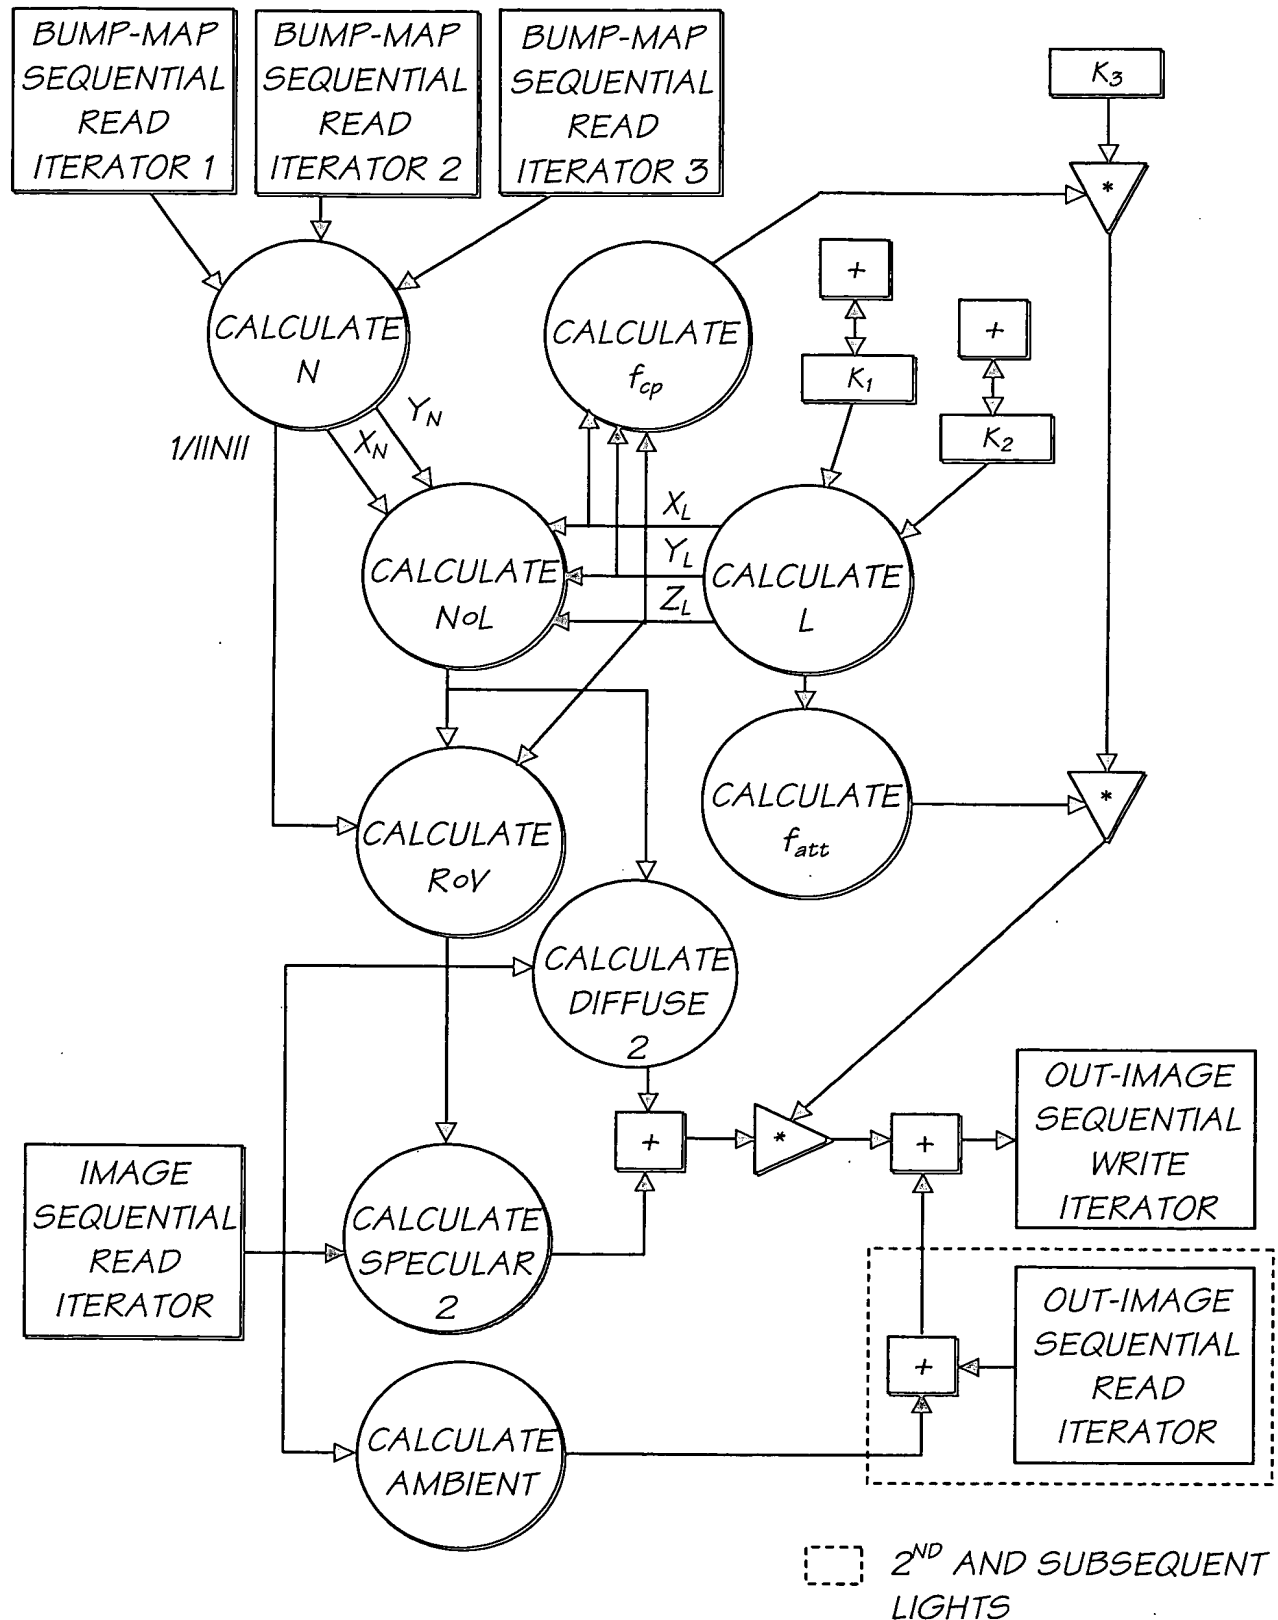 BUMP-MAP
SEQUENTIAL
READ
ITERATOR 1
BUMP-MAP
SEQUENTIAL
READ
ITERATOR 2
BUMP-MAP
SEQUENTIAL
READ
ITERATOR 3
K3
*
+
+
CALCULATE
N
CALCULATE
fcp
K1
K2
1/||N||
XN
YN
XL
YL
ZL
CALCULATE
N∘L
CALCULATE
L
CALCULATE
R∘V
CALCULATE
fatt
*
CALCULATE
DIFFUSE
2
+
*
+
OUT-IMAGE
SEQUENTIAL
WRITE
ITERATOR
IMAGE
SEQUENTIAL
READ
ITERATOR
CALCULATE
SPECULAR
2
+
OUT-IMAGE
SEQUENTIAL
READ
ITERATOR
CALCULATE
AMBIENT
2ND AND SUBSEQUENT
LIGHTS